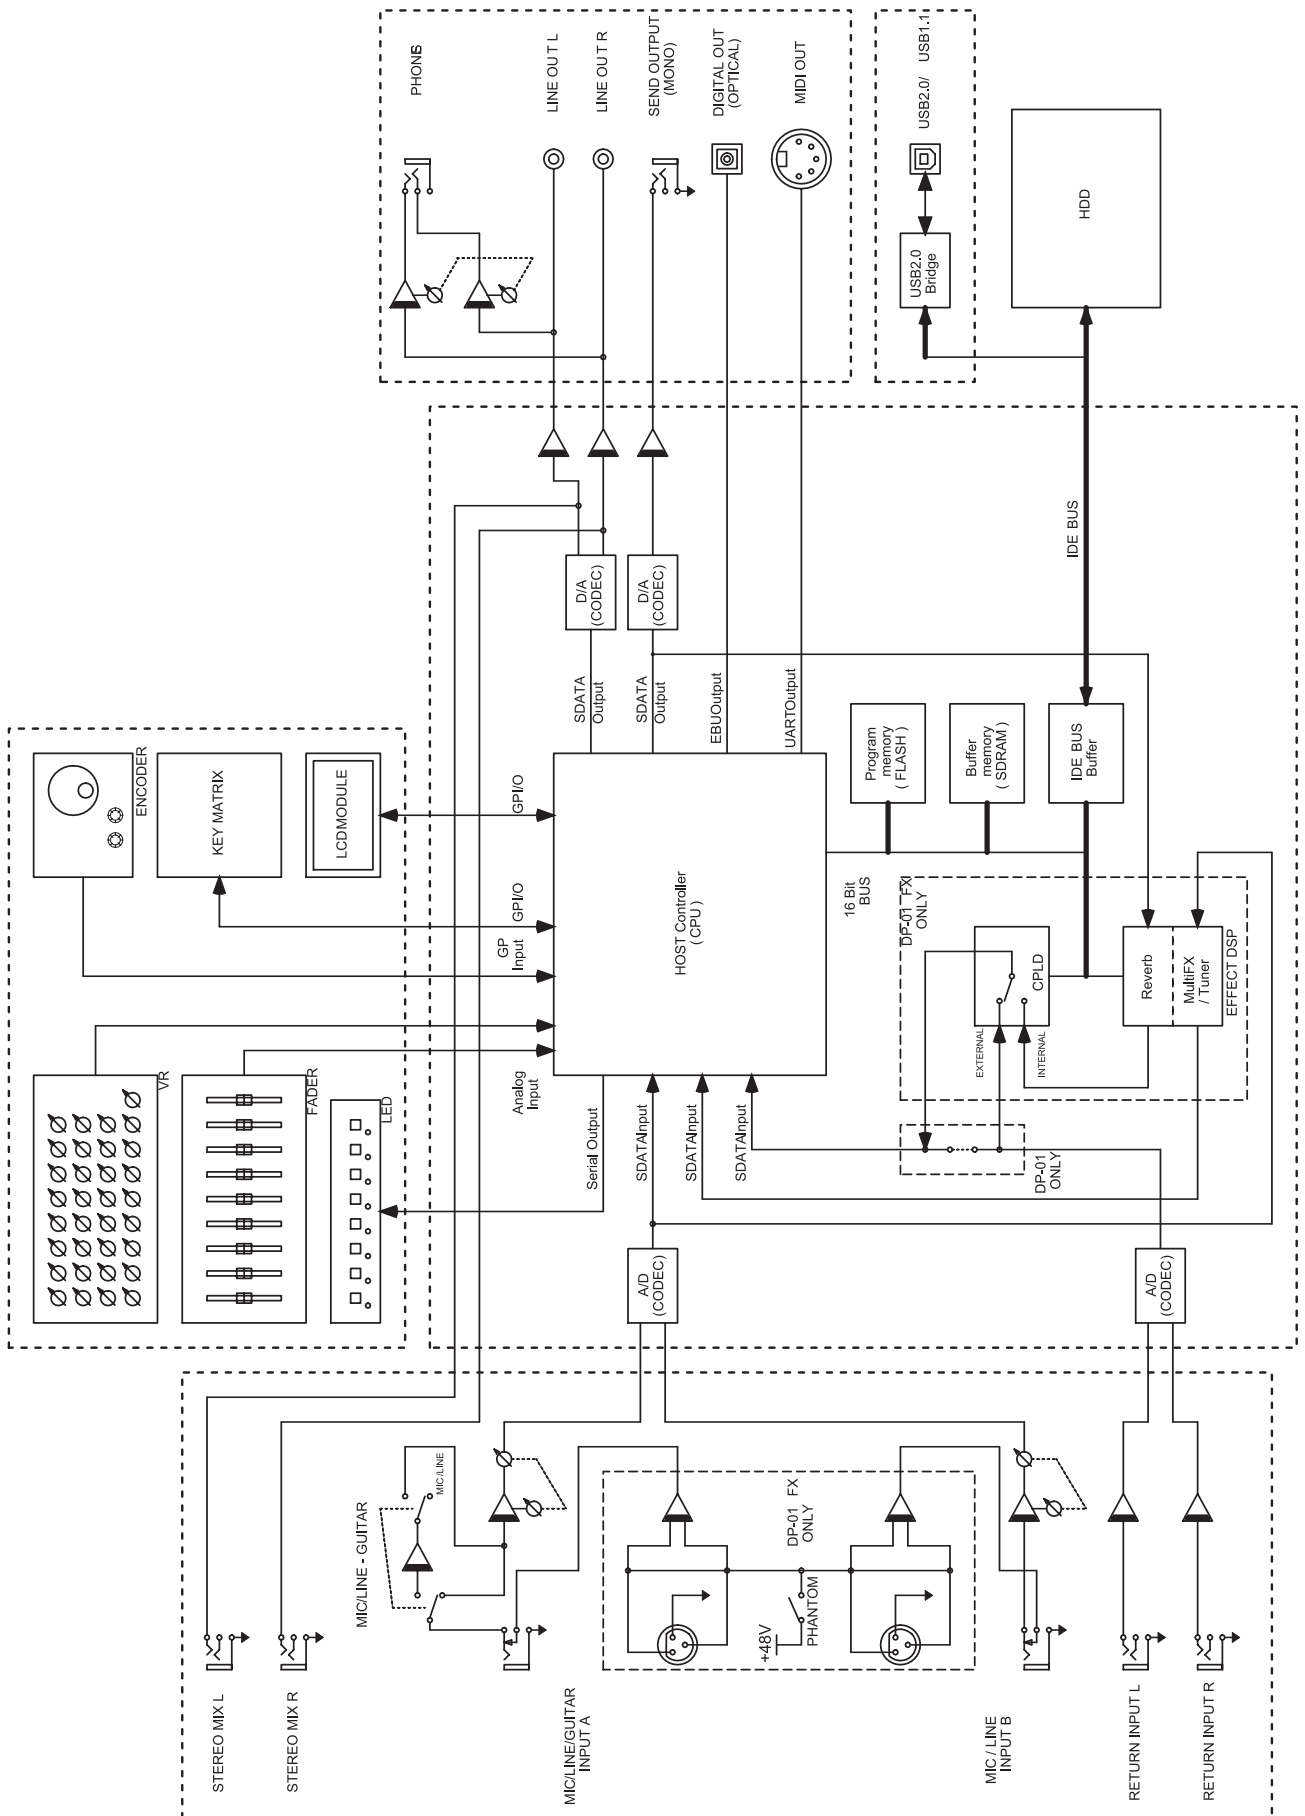 PHONES
LINE OUT L
LINE OUT R
SEND OUTPUT
(MONO)
DIGITAL OUT
(OPTICAL)
MIDI OUT
USB2.0/ USB1.1
USB2.0
Bridge
HDD
IDE BUS
D/A
(CODEC)
D/A
(CODEC)
SDATA
Output
SDATA
Output
EBUOutput
UARTOutput
ENCODER
KEY MATRIX
LCDMODULE
GPI/O
GPI/O
GP
Input
HOST Controller
(CPU)
Program
memory
(FLASH)
Buffer
memory
(SDRAM)
IDE BUS
Buffer
16 Bit
BUS
DP-01 FX
ONLY
CPLD
EXTERNAL
INTERNAL
Reverb
MultiFX
/ Tuner
EFFECT DSP
VR
FADER
LED
Analog
Input
Serial Output
SDATAInput
SDATAInput
SDATAInput
DP-01
ONLY
A/D
(CODEC)
A/D
(CODEC)
MIC/LINE - GUITAR
MIC/LINE
DP-01 FX
ONLY
+48V
PHANTOM
STEREO MIX L
STEREO MIX R
MIC/LINE/GUITAR
INPUT A
MIC / LINE
INPUT B
RETURN INPUT L
RETURN INPUT R